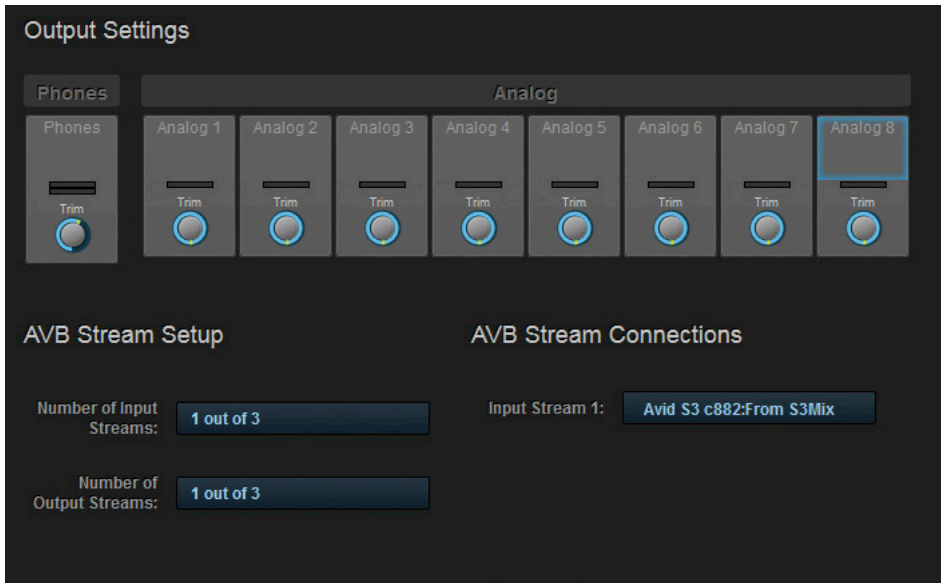 Output Settings
Phones
Analog
Phones
Analog 1
Analog 2
Analog 3
Analog 4
Analog 5
Analog 6
Analog 7
Analog 8
Trim
Trim
Trim
Trim
Trim
Trim
Trim
Trim
Trim
AVB Stream Setup
AVB Stream Connections
Number of Input
Streams:
1 out of 3
Input Stream 1:
Avid S3 c882:From S3Mix
Number of
Output Streams:
1 out of 3